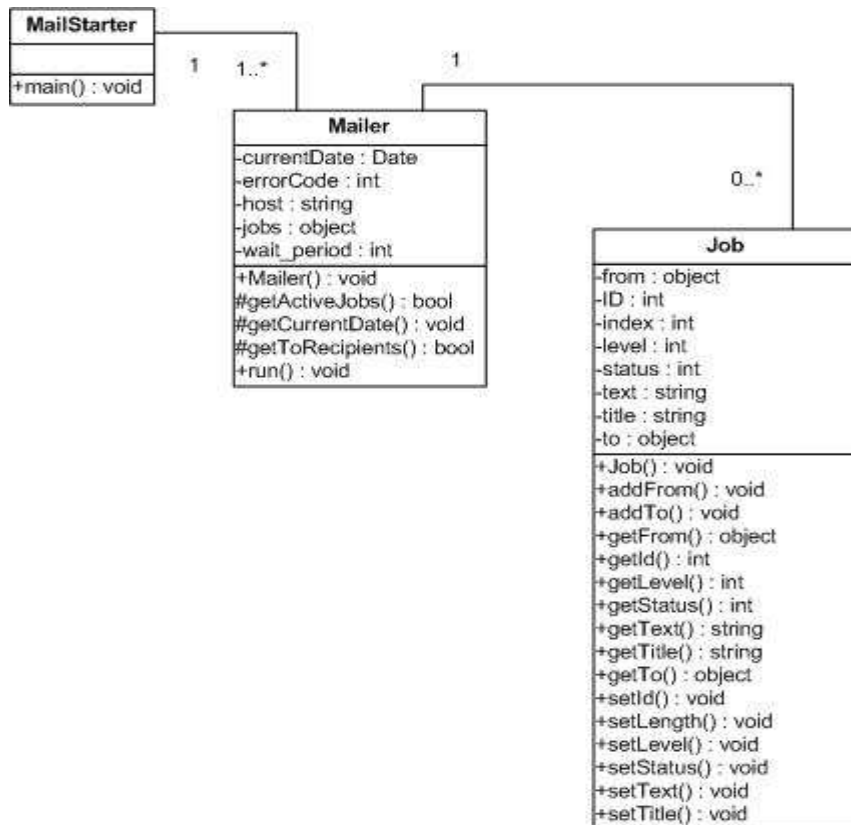 MailStarter
+main() : void
1
1..*
1
0..*
Mailer
-currentDate : Date
-errorCode : int
-host : string
-jobs : object
-wait_period : int
+Mailer() : void
#getActiveJobs() : bool
#getCurrentDate() : void
#getToRecipients() : bool
+run() : void
Job
-from : object
-ID : int
-index : int
-level : int
-status : int
-text : string
-title : string
-to : object
+Job() : void
+addFrom() : void
+addTo() : void
+getFrom() : object
+getId() : int
+getLevel() : int
+getStatus() : int
+getText() : string
+getTitle() : string
+getTo() : object
+setId() : void
+setLength() : void
+setLevel() : void
+setStatus() : void
+setText() : void
+setTitle() : void